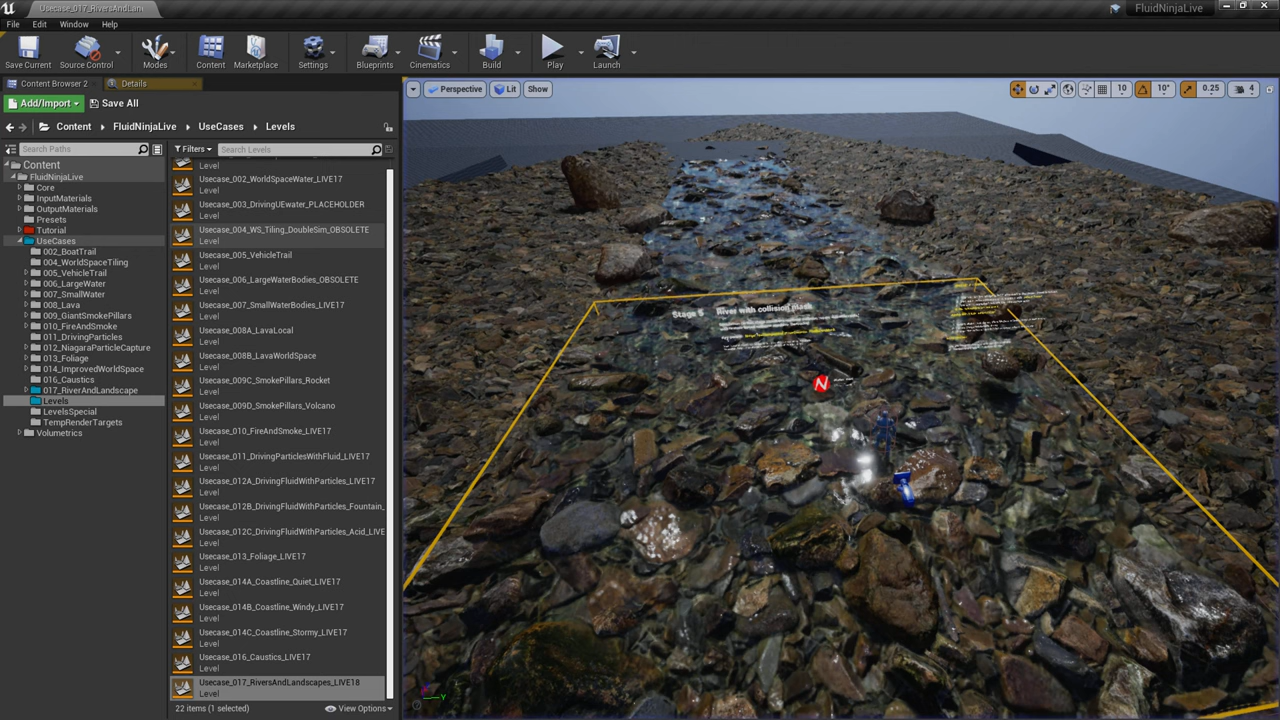 Usecase_017_RiversAndLan
FluidNinjaLive
File Edit Window Help
Save Current Source Control Modes Content Marketplace Settings Blueprints Cinematics Build Play Launch
Content Browser 2 Details
Perspective Lit Show 10 10° 0.25 4
Add/Import Save All
Content FluidNinjaLive UseCases Levels
Search Paths Filters Search Levels
Content
FluidNinjaLive
Core
InputMaterials
OutputMaterials
Presets
Tutorial
UseCases
002_BoatTrail
004_WorldSpaceTiling
005_VehicleTrail
006_LargeWater
007_SmallWater
008_Lava
009_GiantSmokePillars
010_FireAndSmoke
011_DrivingParticles
012_NiagaraParticleCapture
013_Foliage
014_ImprovedWorldSpace
016_Caustics
017_RiverAndLandscape
Levels
LevelsSpecial
TempRenderTargets
Volumetrics
Level
Usecase_002_WorldSpaceWater_LIVE17
Level
Usecase_003_DrivingUEwater_PLACEHOLDER
Level
Usecase_004_WS_Tiling_DoubleSim_OBSOLETE
Level
Usecase_005_VehicleTrail
Level
Usecase_006_LargeWaterBodies_OBSOLETE
Level
Usecase_007_SmallWaterBodies_LIVE17
Level
Usecase_008A_LavaLocal
Level
Usecase_008B_LavaWorldSpace
Level
Usecase_009C_SmokePillars_Rocket
Level
Usecase_009D_SmokePillars_Volcano
Level
Usecase_010_FireAndSmoke_LIVE17
Level
Usecase_011_DrivingParticlesWithFluid_LIVE17
Level
Usecase_012A_DrivingFluidWithParticles_LIVE17
Level
Usecase_012B_DrivingFluidWithParticles_Fountain_
Level
Usecase_012C_DrivingFluidWithParticles_Acid_LIVE
Level
Usecase_013_Foliage_LIVE17
Level
Usecase_014A_Coastline_Quiet_LIVE17
Level
Usecase_014B_Coastline_Windy_LIVE17
Level
Usecase_014C_Coastline_Stormy_LIVE17
Level
Usecase_016_Caustics_LIVE17
Level
Usecase_017_RiversAndLandscapes_LIVE18
Level
22 items (1 selected) View Options
Stage 5 River with collision mask
N
Y